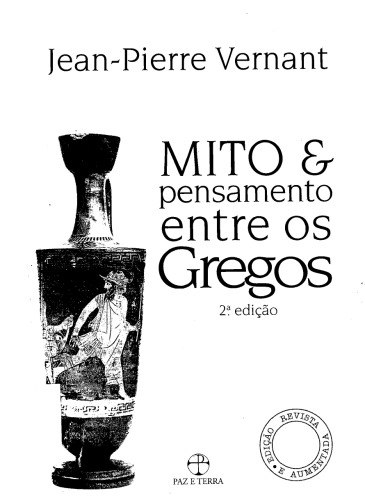 Jean-Pierre Vernant
MITO &
pensamento
entre os
Gregos
2ª edição
EDIÇÃO REVISTA E AUMENTADA
PAZ E TERRA